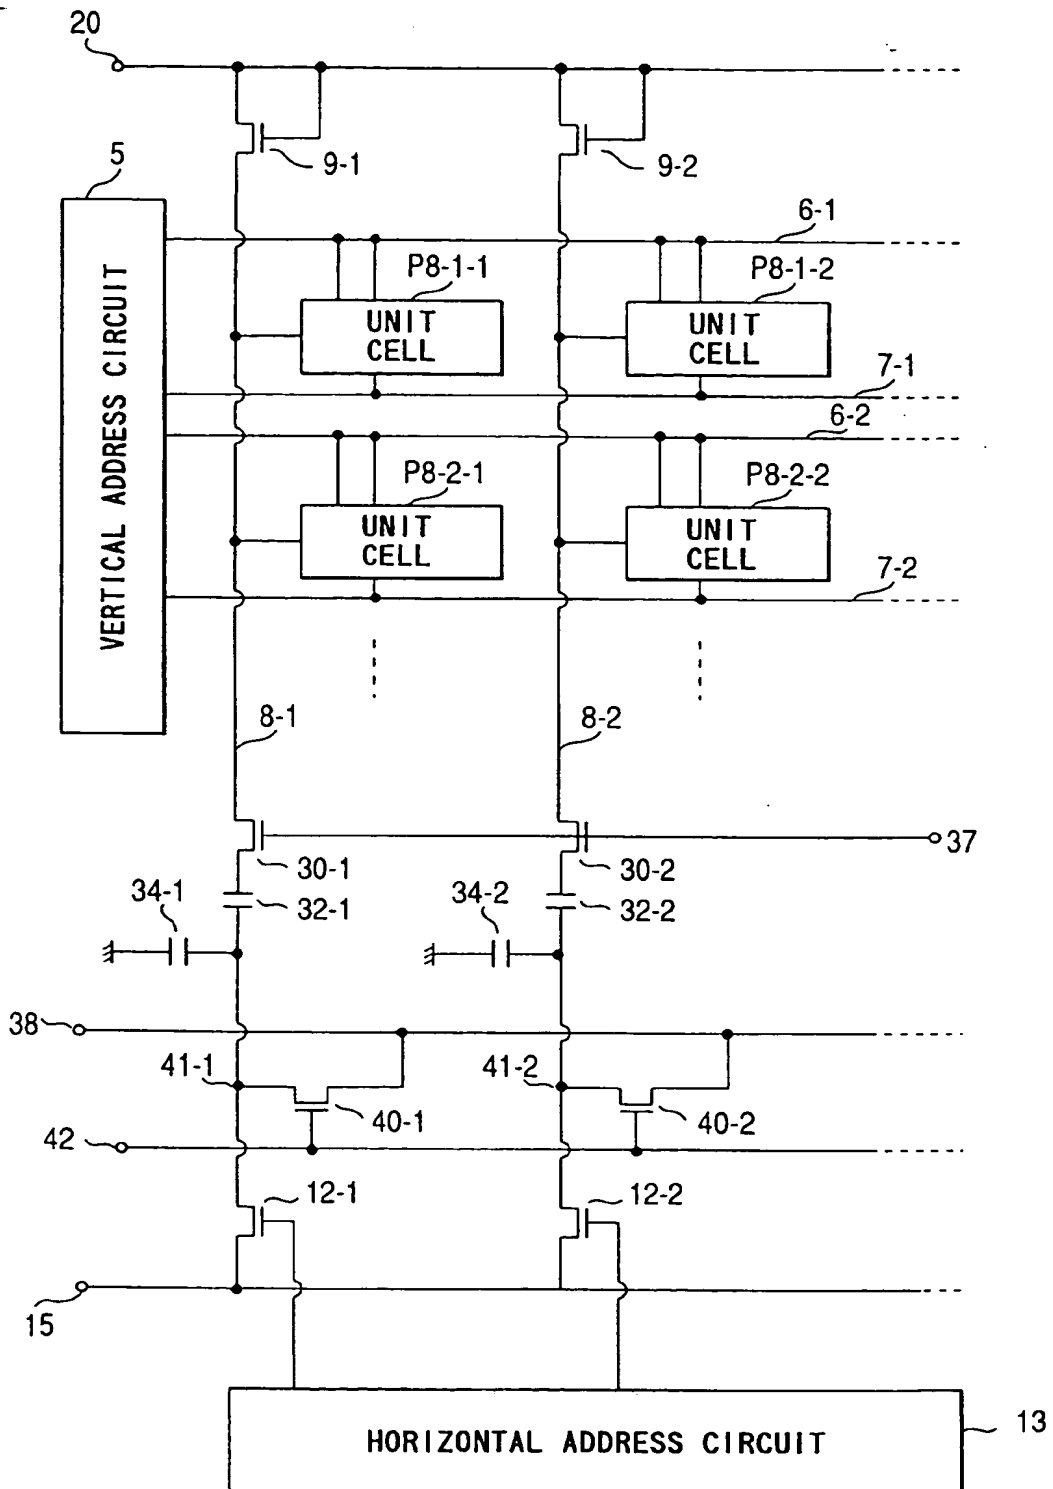 20
9-1
9-2
5
VERTICAL ADDRESS CIRCUIT
6-1
P8-1-1
P8-1-2
UNIT
CELL
UNIT
CELL
7-1
6-2
P8-2-1
P8-2-2
UNIT
CELL
UNIT
CELL
7-2
8-1
8-2
37
30-1
30-2
34-1
32-1
34-2
32-2
38
41-1
41-2
40-1
40-2
42
12-1
12-2
15
13
HORIZONTAL ADDRESS CIRCUIT